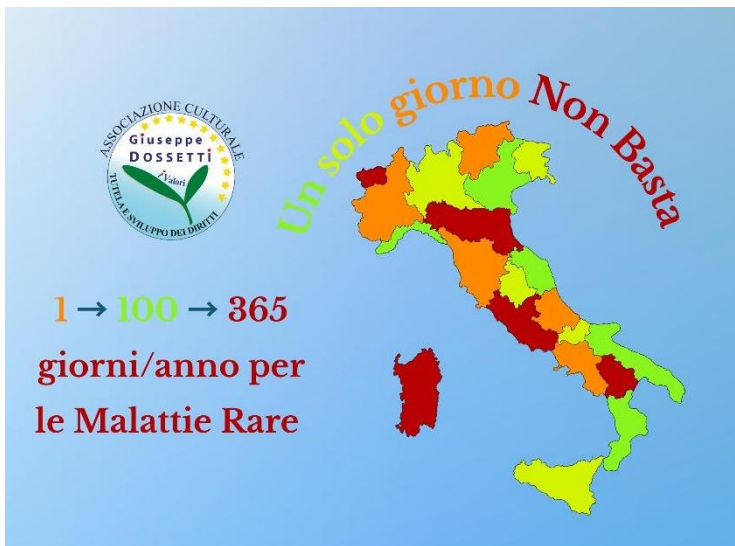 ASSOCIAZIONE CULTURALE
Giuseppe
DOSSETTI
i Valori
TUTELA E SVILUPPO DEI DIRITTI
Un solo giorno Non Basta
1 → 100 → 365
giorni/anno per
le Malattie Rare